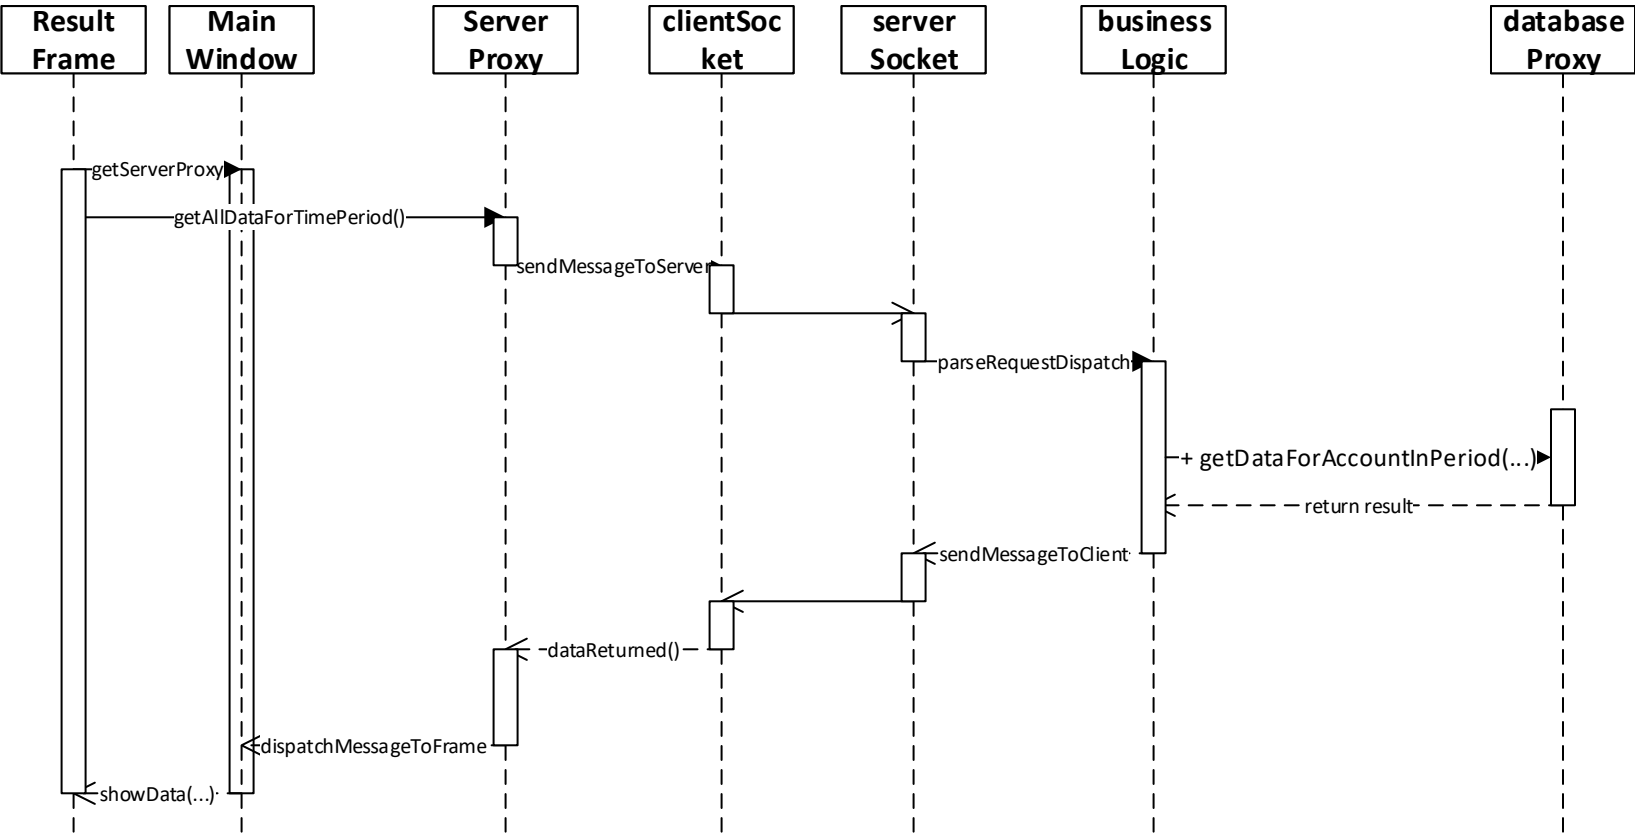 Result
Frame
Main
Window
Server
Proxy
clientSoc
ket
server
Socket
business
Logic
database
Proxy
getServerProxy
getAllDataForTimePeriod()
sendMessageToServer
parseRequestDispatch
+ getDataForAccountInPeriod(...)
return result
sendMessageToClient
dataReturned()
dispatchMessageToFrame
showData(...)